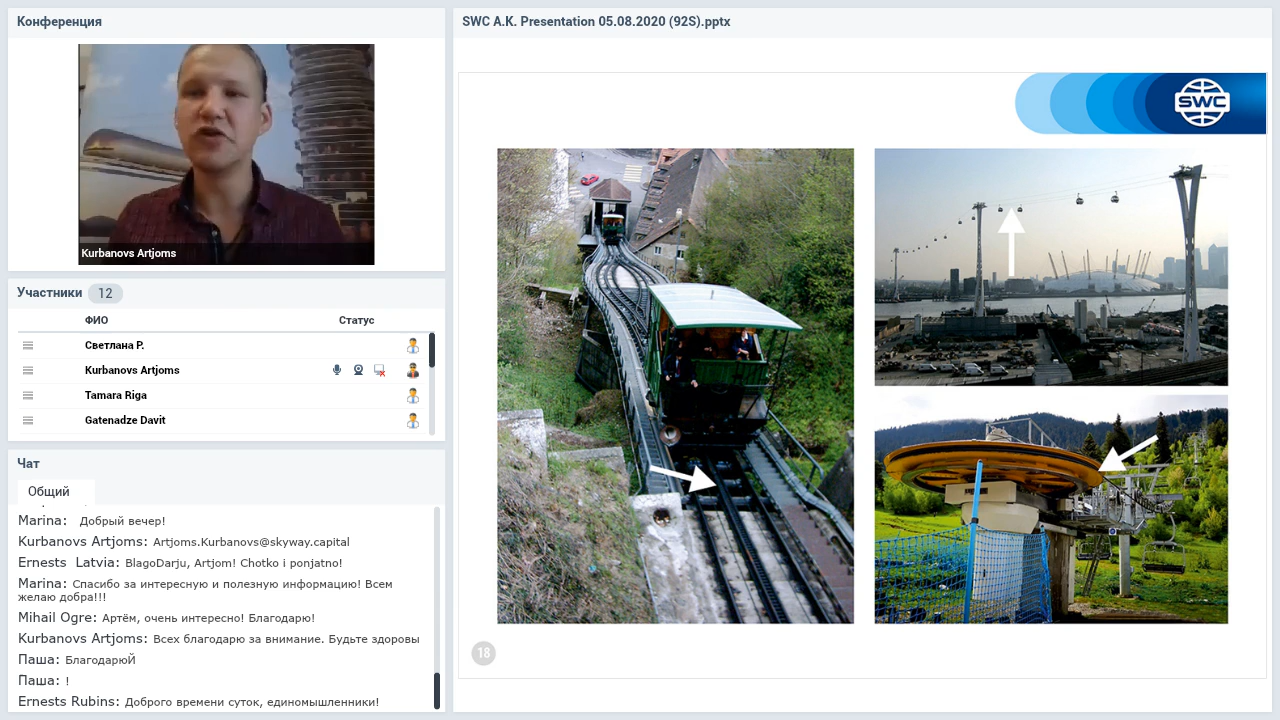 Конференция
Kurbanovs Artjoms
Участники 12
ФИО Статус
Светлана Р.
Kurbanovs Artjoms
Tamara Riga
Gatenadze Davit
Чат
Общий
Marina: Добрый вечер!
Kurbanovs Artjoms: Artjoms.Kurbanovs@skyway.capital
Ernests Latvia: BlagoDarju, Artjom! Chotko i ponjatno!
Marina: Спасибо за интересную и полезную информацию! Всем
желаю добра!!!
Mihail Ogre: Артём, очень интересно! Благодарю!
Kurbanovs Artjoms: Всех благодарю за внимание. Будьте здоровы
Паша: БлагодарюЙ
Паша: !
Ernests Rubins: Доброго времени суток, единомышленники!
SWC A.K. Presentation 05.08.2020 (92S).pptx
SWC
18